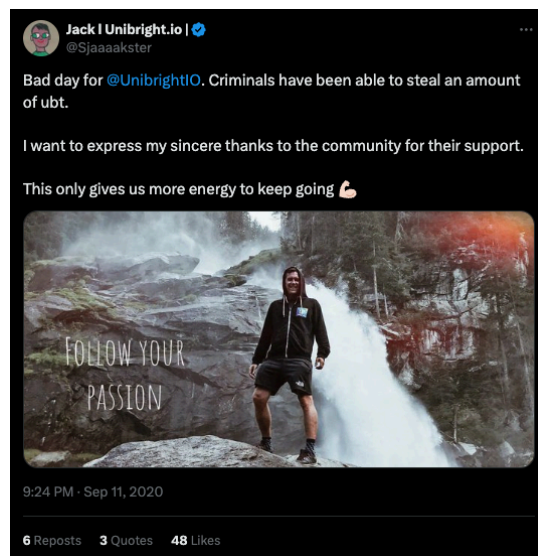 Jack I Unibright.io |
@Sjaaaakster
Bad day for @UnibrightIO. Criminals have been able to steal an amount
of ubt.
I want to express my sincere thanks to the community for their support.
This only gives us more energy to keep going 💪🏻
FOLLOW YOUR
PASSION
9:24 PM · Sep 11, 2020
6 Reposts 3 Quotes 48 Likes